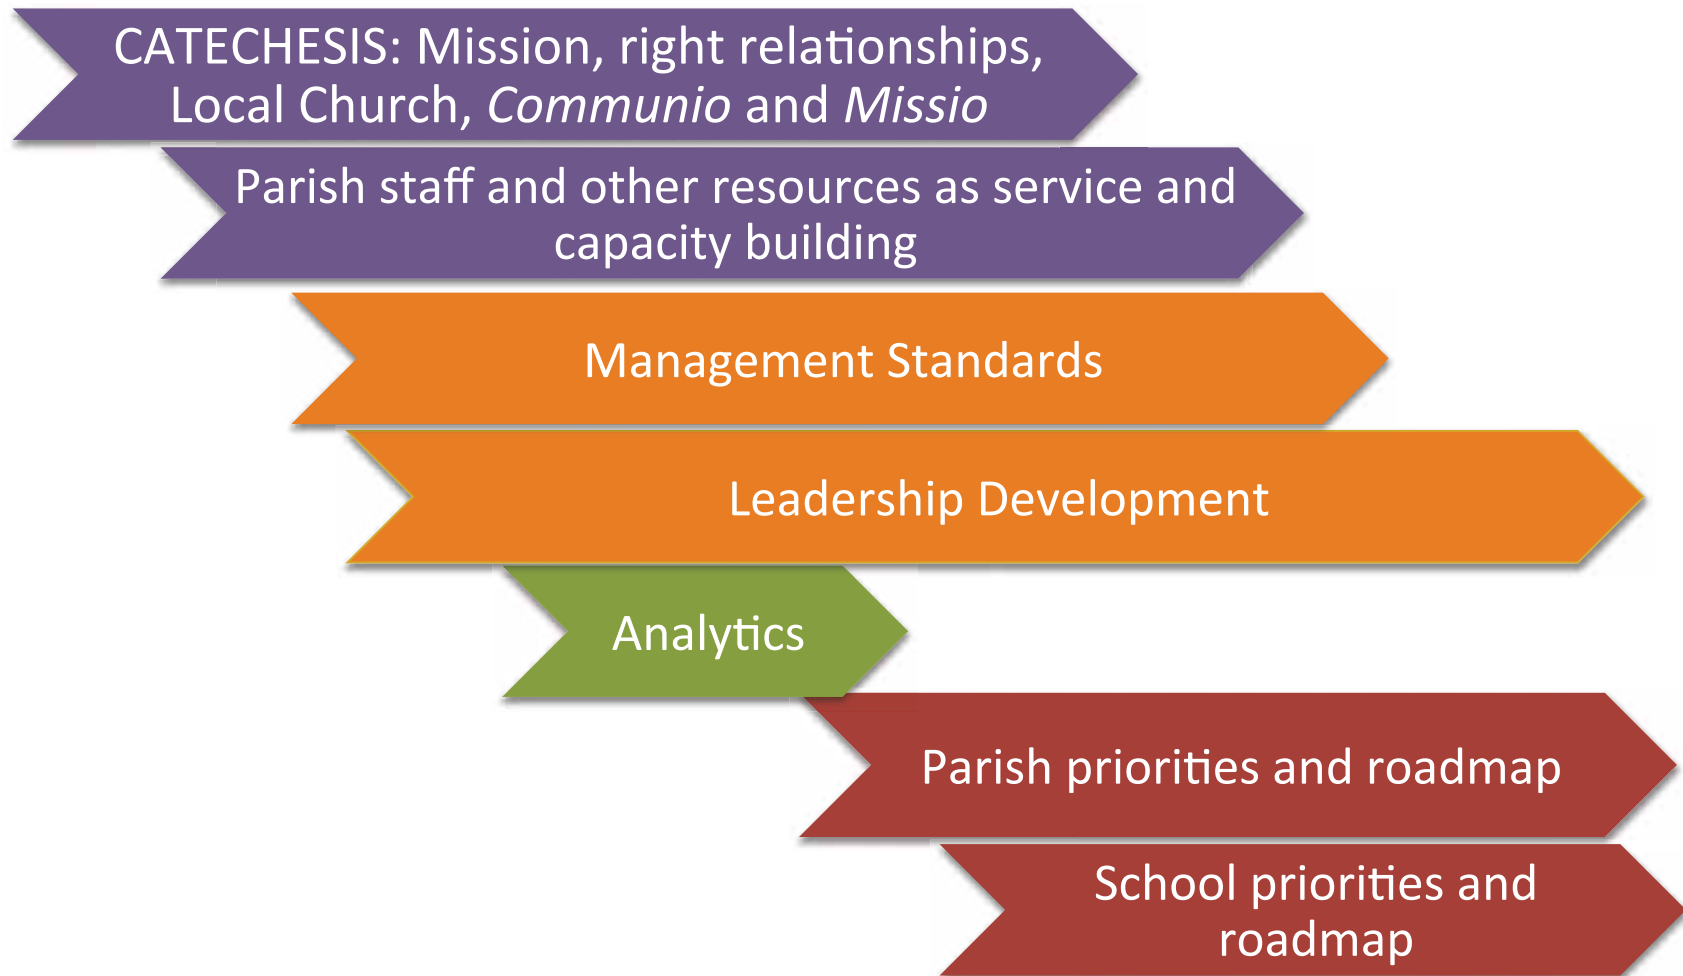 CATECHESIS: Mission, right relationships,
Local Church, Communio and Missio
Parish staff and other resources as service and
capacity building
Management Standards
Leadership Development
Analytics
Parish priorities and roadmap
School priorities and
roadmap